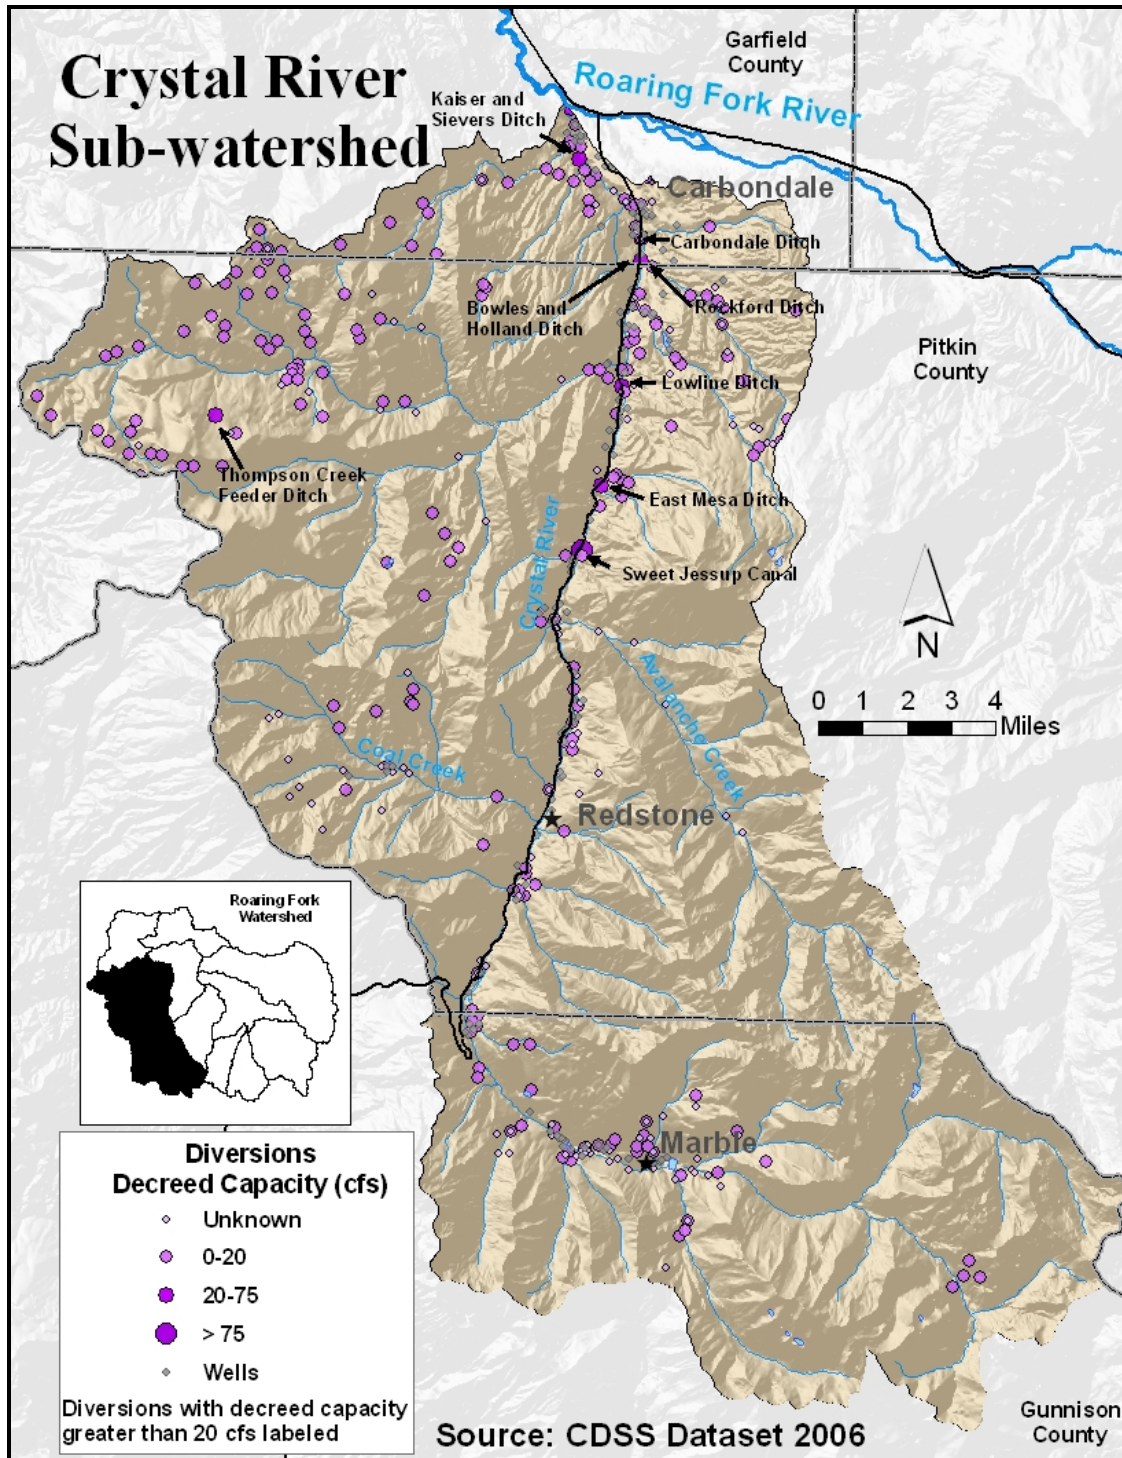 Crystal River
Sub-watershed
Garfield
County
Roaring Fork River
Kaiser and
Sievers Ditch
Carbondale
Carbondale Ditch
Bowles and
Holland Ditch
Rockford Ditch
Pitkin
County
Lowline Ditch
Thompson Creek
Feeder Ditch
East Mesa Ditch
Crystal River
Sweet Jessup Canal
N
Avalanche Creek
0 1 2 3 4
Miles
Coal Creek
Redstone
Roaring Fork
Watershed
Marble
Diversions
Decreed Capacity (cfs)
Unknown
0-20
20-75
> 75
Wells
Diversions with decreed capacity
greater than 20 cfs labeled
Source: CDSS Dataset 2006
Gunnison
County